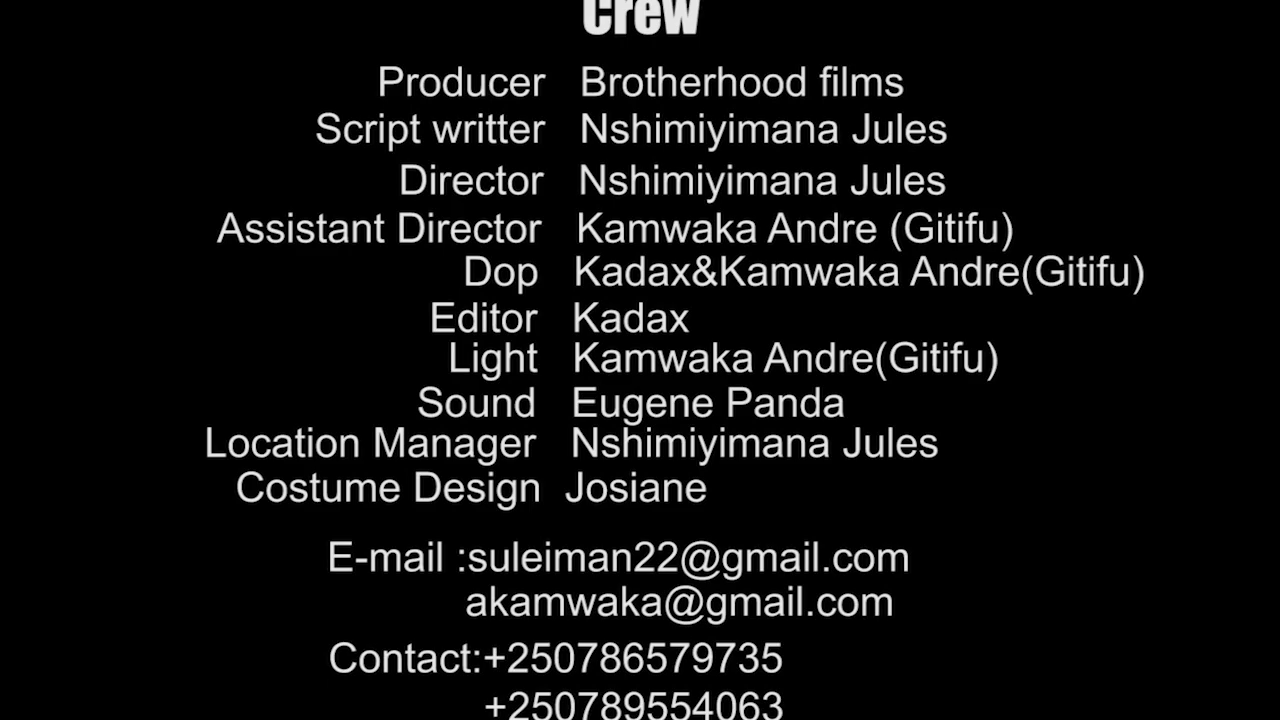 Crew
Producer Brotherhood films
Script writter Nshimiyimana Jules
Director Nshimiyimana Jules
Assistant Director Kamwaka Andre (Gitifu)
Dop Kadax&Kamwaka Andre(Gitifu)
Editor Kadax
Light Kamwaka Andre(Gitifu)
Sound Eugene Panda
Location Manager Nshimiyimana Jules
Costume Design Josiane
E-mail :suleiman22@gmail.com
akamwaka@gmail.com
Contact:+250786579735
+250789554063